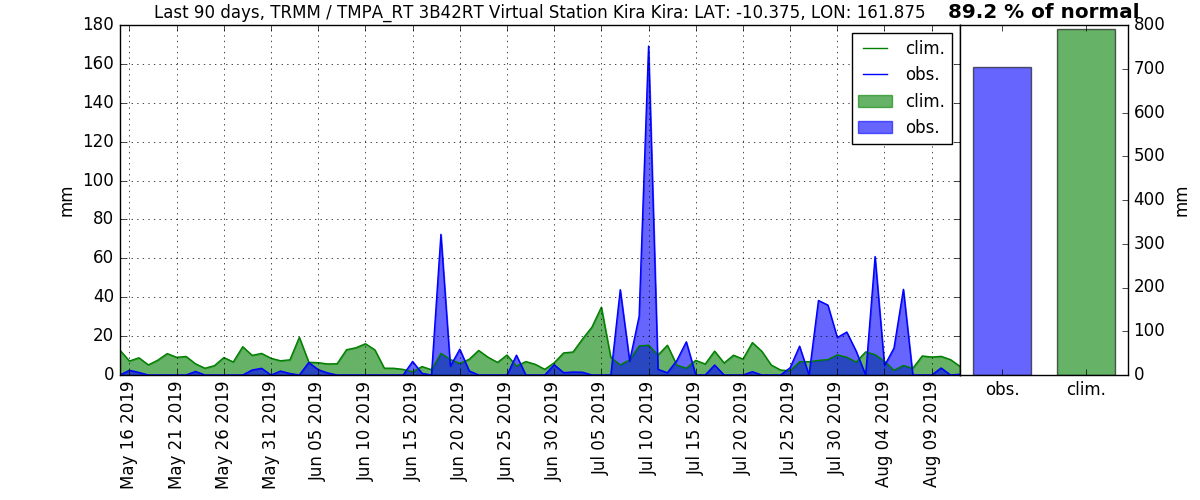 Last 90 days, TRMM / TMPA_RT 3B42RT Virtual Station Kira Kira: LAT: -10.375, LON: 161.875
89.2 % of normal
180
160
140
120
100
80
60
40
20
0
mm
clim.
obs.
clim.
obs.
May 16 2019
May 21 2019
May 26 2019
May 31 2019
Jun 05 2019
Jun 10 2019
Jun 15 2019
Jun 20 2019
Jun 25 2019
Jun 30 2019
Jul 05 2019
Jul 10 2019
Jul 15 2019
Jul 20 2019
Jul 25 2019
Jul 30 2019
Aug 04 2019
Aug 09 2019
800
700
600
500
400
300
200
100
0
mm
obs.
clim.